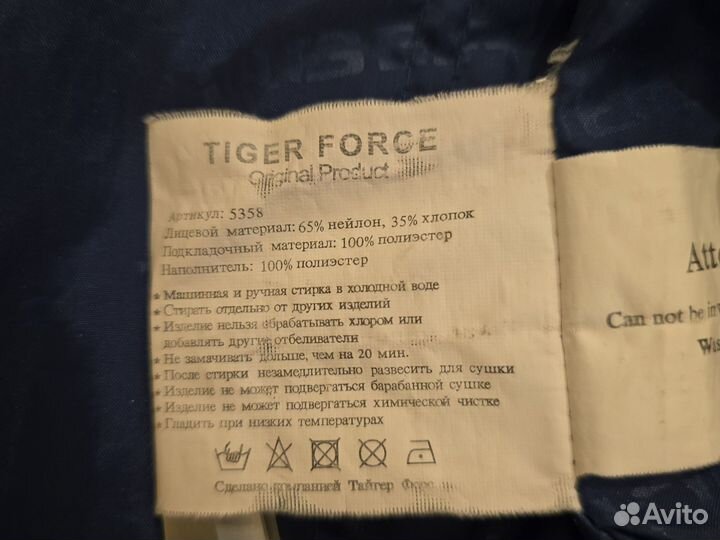 TIGER FORCE
Original Product
Артикул: 5358
Лицевой материал: 65% нейлон, 35% хлопок
Подкладочный материал: 100% полиэстер
Наполнитель: 100% полиэстер
* Машинная и ручная стирка в холодной воде
* Стирать отдельно от других изделий
* Изделие нельзя обрабатывать хлором или
добавлять другие отбеливатели
* Не замачивать дольше, чем на 20 мин.
* После стирки незамедлительно развесить для сушки
* Изделие не может подвергаться барабанной сушке
* Изделие не может подвергаться химической чистке
* Гладить при низких температурах
Сделано компанией Тайгер Форс
Can not be in
Avito